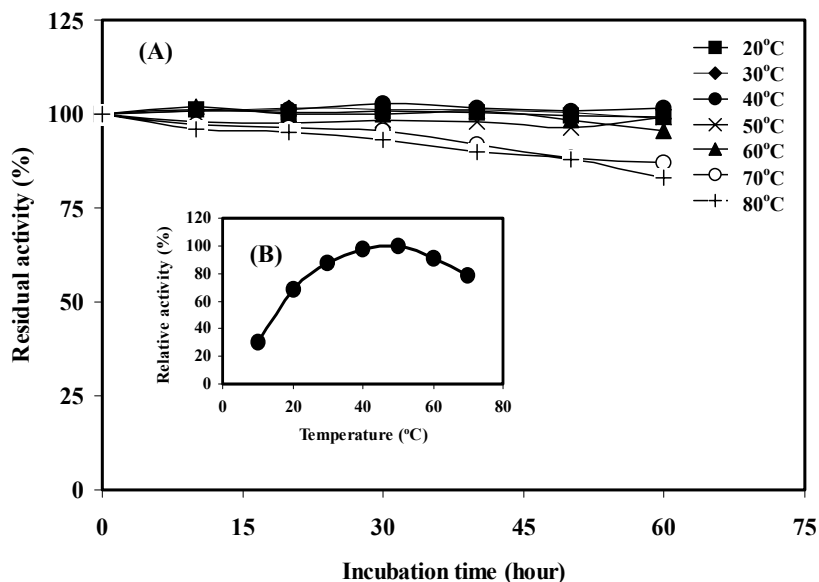 125
100
75
50
25
0
Residual activity (%)
(A)
20°C
30°C
40°C
50°C
60°C
70°C
80°C
120
100
80
60
40
20
0
Relative activity (%)
(B)
0 20 40 60 80
Temperature (°C)
0 15 30 45 60 75
Incubation time (hour)